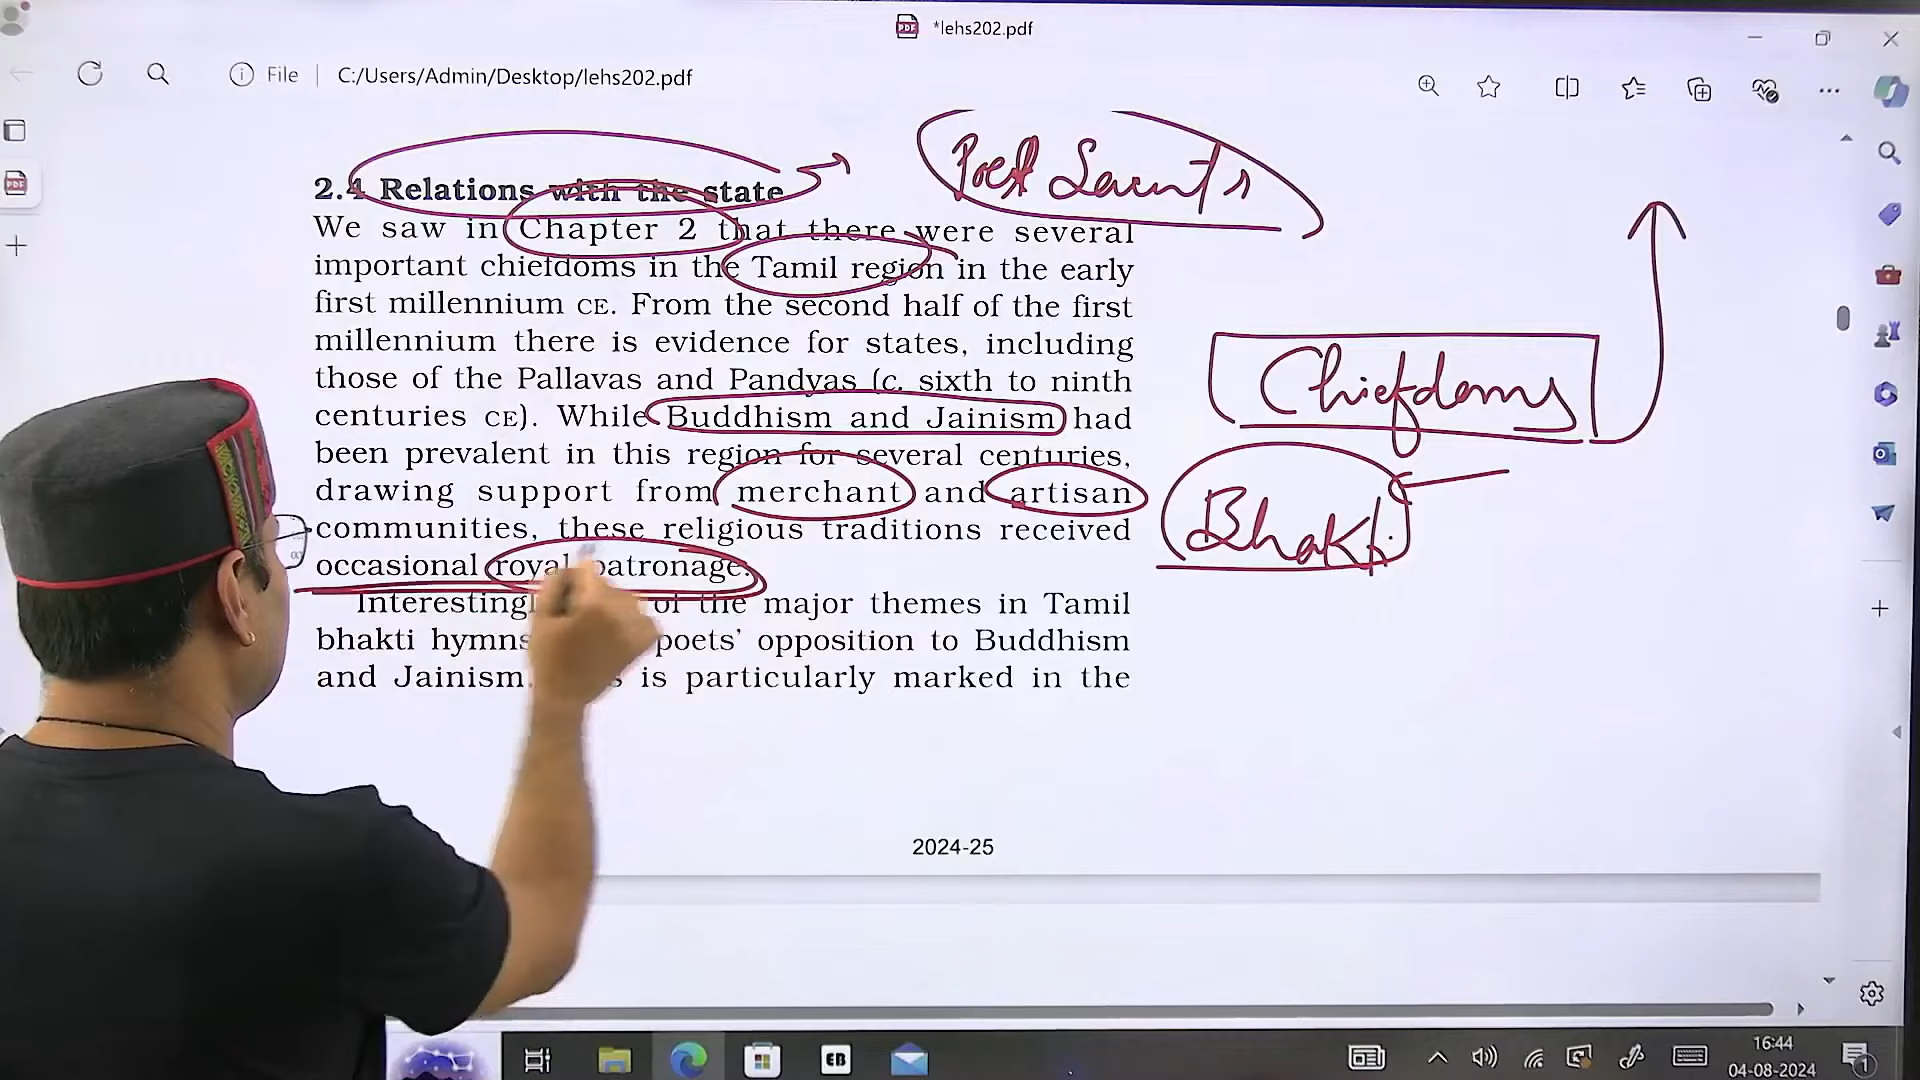 *lehs202.pdf
File
C:/Users/Admin/Desktop/lehs202.pdf
Poet Saints
2.4 Relations with the state
We saw in Chapter 2 that there were several
important chiefdoms in the Tamil region in the early
first millennium CE. From the second half of the first
millennium there is evidence for states, including
those of the Pallavas and Pandyas (c. sixth to ninth
centuries CE). While Buddhism and Jainism had
been prevalent in this region for several centuries,
drawing support from merchant and artisan
communities, these religious traditions received
occasional royal patronage.
Chiefdoms
Bhakti
Interestingly of the major themes in Tamil
bhakti hymns poets' opposition to Buddhism
and Jainism. is particularly marked in the
2024-25
EB
16:44
04-08-2024
1